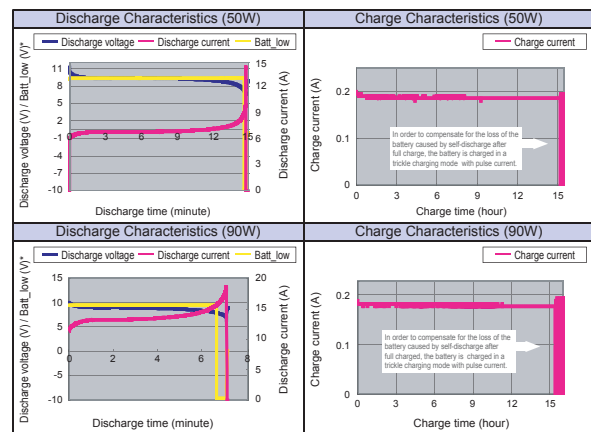 Discharge Characteristics (50W)
Charge Characteristics (50W)
Discharge voltage Discharge current Batt_low
Discharge voltage (V) / Batt_low (V)*
11
8
5
2
-1
-4
-7
-10
15
12
9
6
3
0
0 3 6 9 12 15
Discharge current (A)
Discharge time (minute)
Charge current
Charge current (A)
0.2
0.1
0
0 3 6 9 12 15
In order to compensate for the loss of the
battery caused by self-discharge after
full charge, the battery is charged in a
trickle charging mode with pulse current.
Charge time (hour)
Discharge Characteristics (90W)
Charge Characteristics (90W)
Discharge voltage Discharge current Batt_low
Discharge voltage (V) / Batt_low (V)*
15
10
5
0
-5
-10
20
15
10
5
0
0 2 4 6 8
Discharge current (A)
Discharge time (minute)
Charge current
Charge current (A)
0.2
0.1
0
0 3 6 9 12 15
In order to compensate for the loss of the
battery caused by self-discharge after
full charged, the battery is charged in a
trickle charging mode with pulse current.
Charge time (hour)